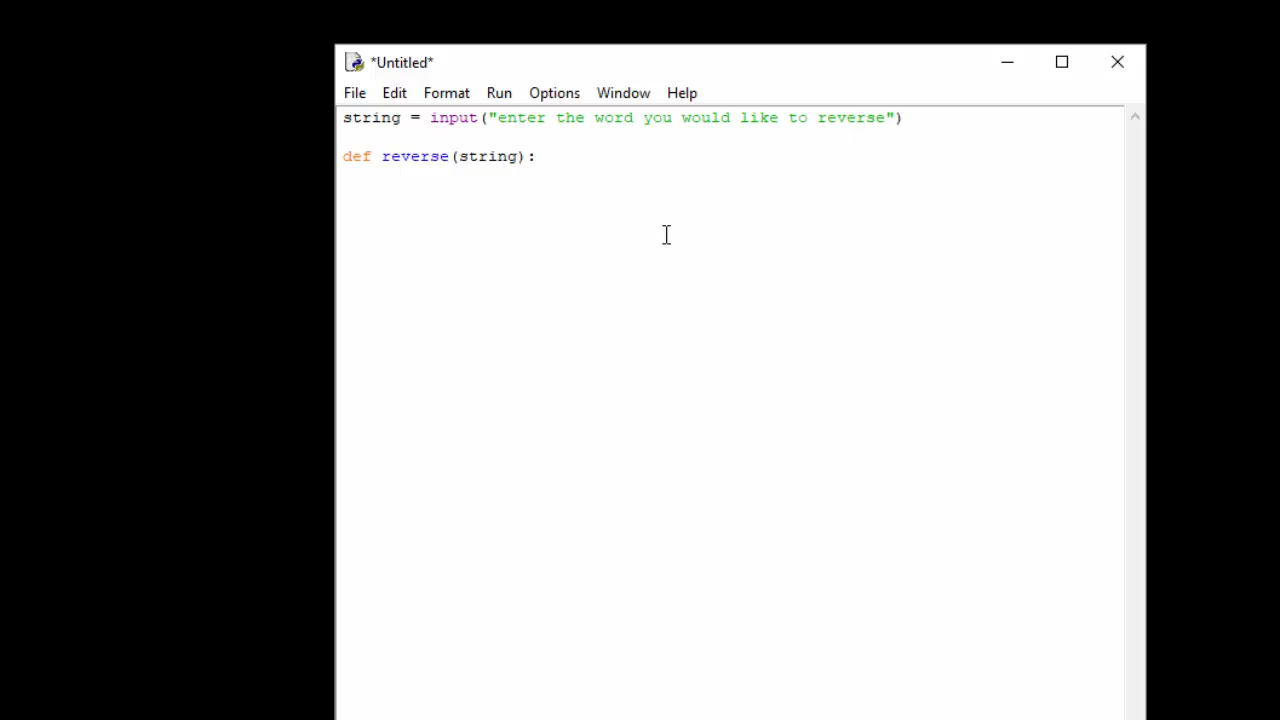 *Untitled*
File Edit Format Run Options Window Help
string = input("enter the word you would like to reverse")
def reverse(string):